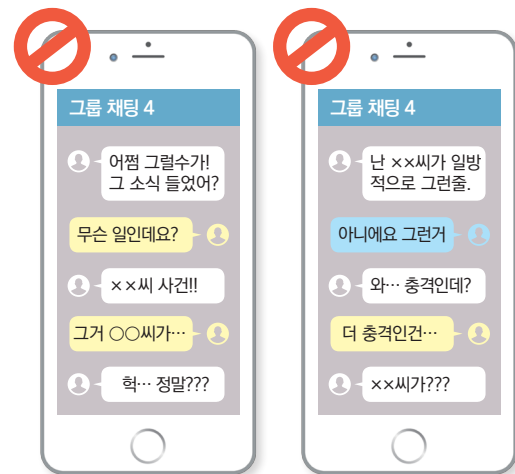 그룹 채팅 4
어쩜 그럴수가!
그 소식 들었어?
무슨 일인데요?
××씨 사건!!
그거 ○○씨가…
헉… 정말???
그룹 채팅 4
난 ××씨가 일방
적으로 그런줄.
아니에요 그런거
와… 충격인데?
더 충격인건…
××씨가???